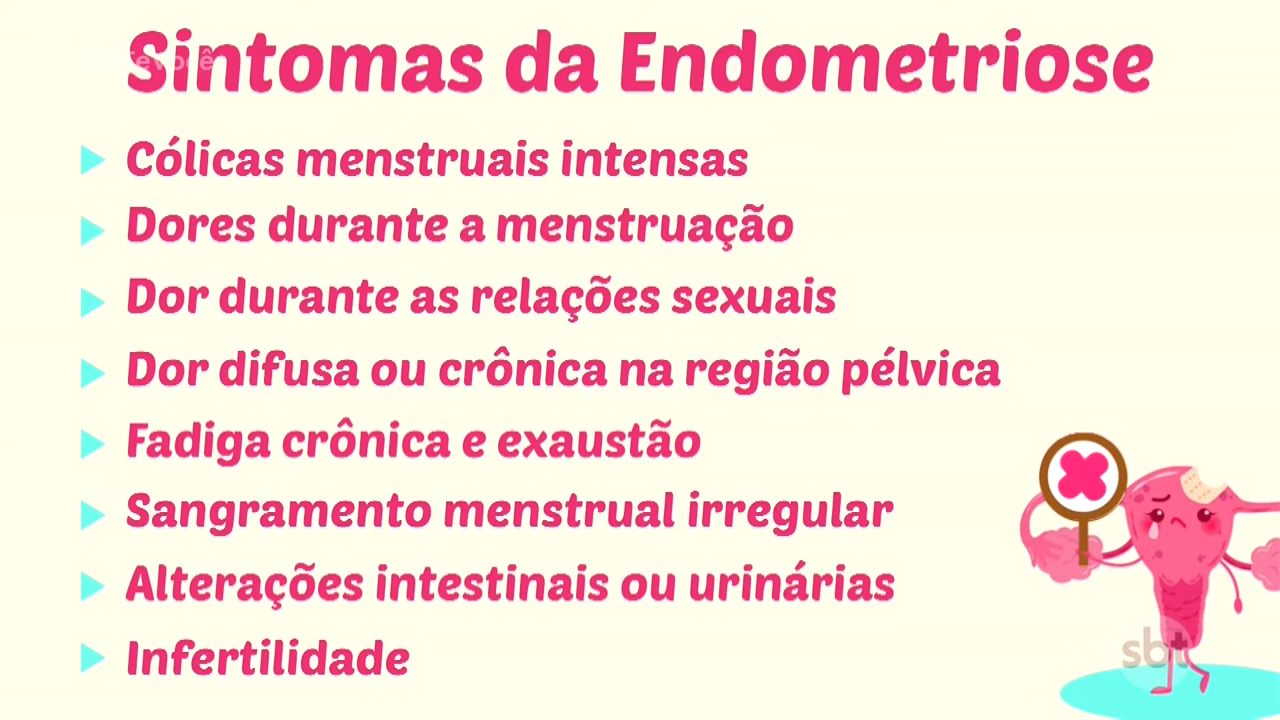 Sintomas da Endometriose
Cólicas menstruais intensas
Dores durante a menstruação
Dor durante as relações sexuais
Dor difusa ou crônica na região pélvica
Fadiga crônica e exaustão
Sangramento menstrual irregular
Alterações intestinais ou urinárias
Infertilidade
sbt